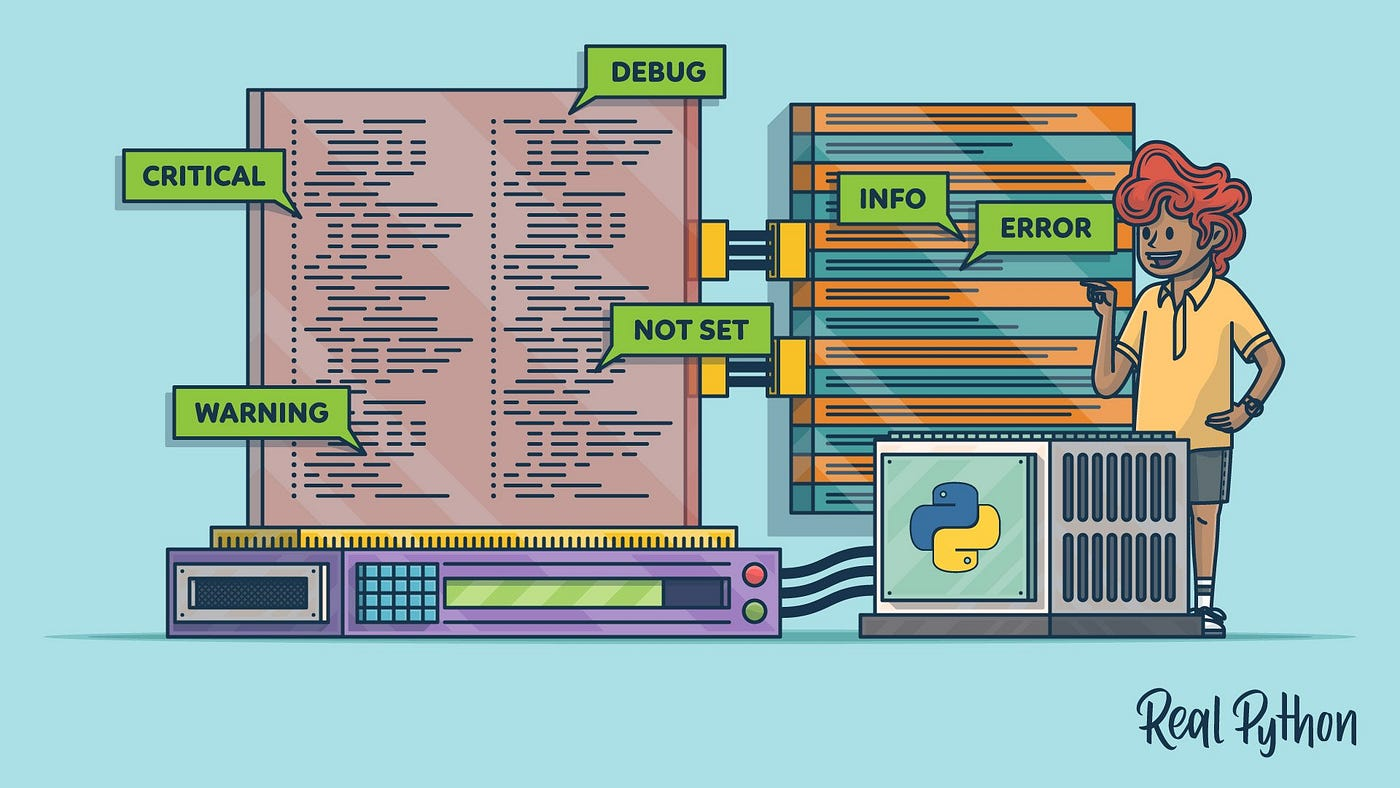 DEBUG
CRITICAL
INFO
ERROR
NOT SET
WARNING
Real Python